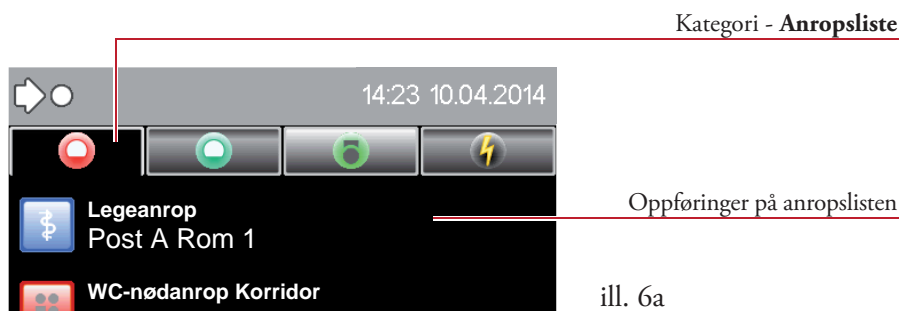 Kategori - Anropsliste
14:23 10.04.2014
Legeanrop
Post A Rom 1
Oppføringer på anropslisten
WC-nødanrop Korridor
ill. 6a